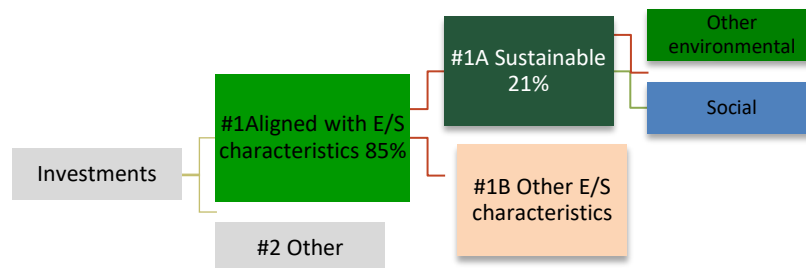 Investments
#1Aligned with E/S
characteristics 85%
#2 Other
#1A Sustainable
21%
#1B Other E/S
characteristics
Other
environmental
Social